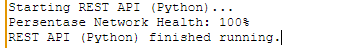 Starting REST API (Python)...
Persentase Network Health: 100%
REST API (Python) finished running.